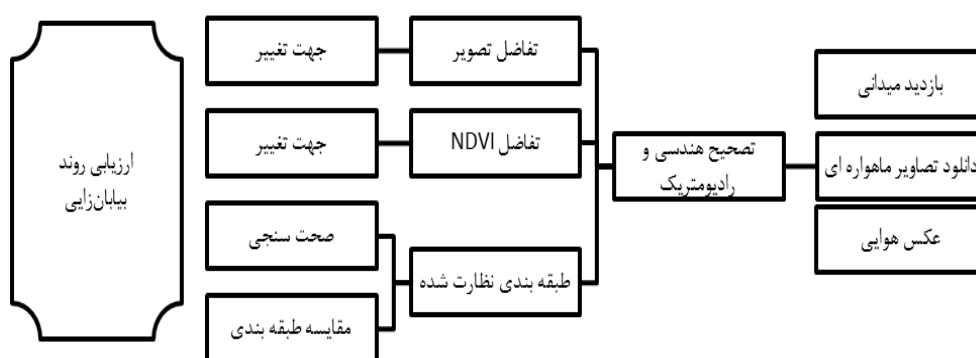 بازدید میدانی
دانلود تصاویر ماهواره ای
عکس هوایی
تصحیح هندسی و
رادیومتریک
تفاضل تصویر
تفاضل NDVI
طبقه بندی نظارت شده
جهت تغییر
جهت تغییر
صحت سنجی
مقایسه طبقه بندی
ارزیابی روند
بیابان‌زایی